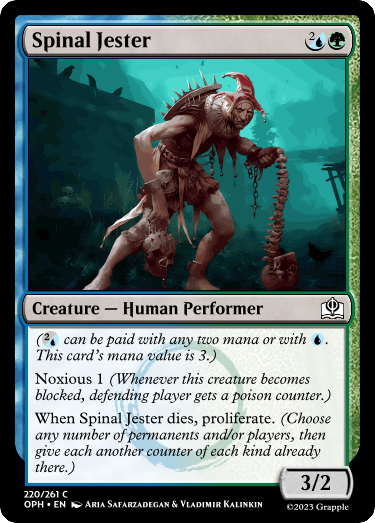 Spinal Jester 2
Creature — Human Performer
(2 can be paid with any two mana or with .
This card's mana value is 3.)
Noxious 1 (Whenever this creature becomes
blocked, defending player gets a poison counter.)
When Spinal Jester dies, proliferate. (Choose
any number of permanents and/or players, then
give each another counter of each kind already
there.)
3/2
220/261 C
OPH • EN Aria Safarzadegan & Vladimir Kalinkin
©2023 Grapple